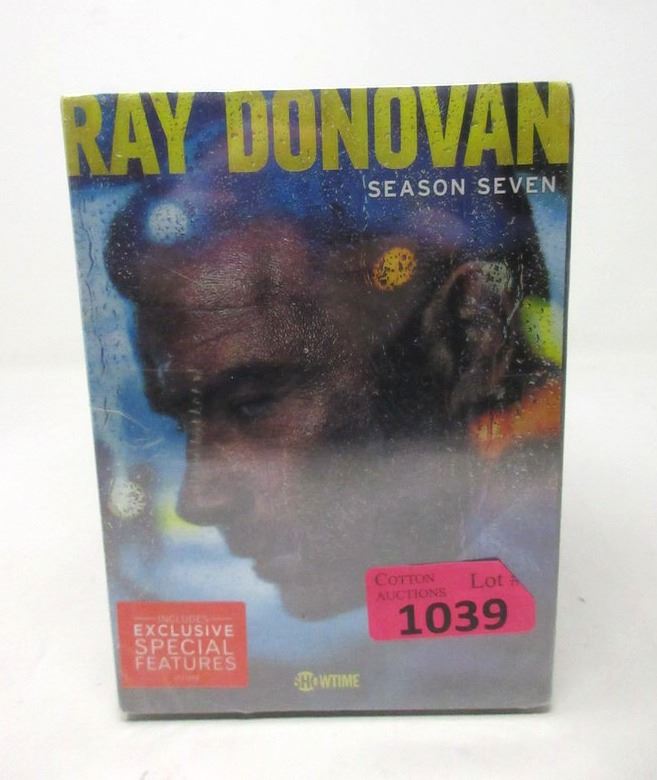 RAY DONOVAN
SEASON SEVEN
COTTON
AUCTIONS
Lot #
1039
INCLUDES
EXCLUSIVE
SPECIAL
FEATURES
SHOWTIME